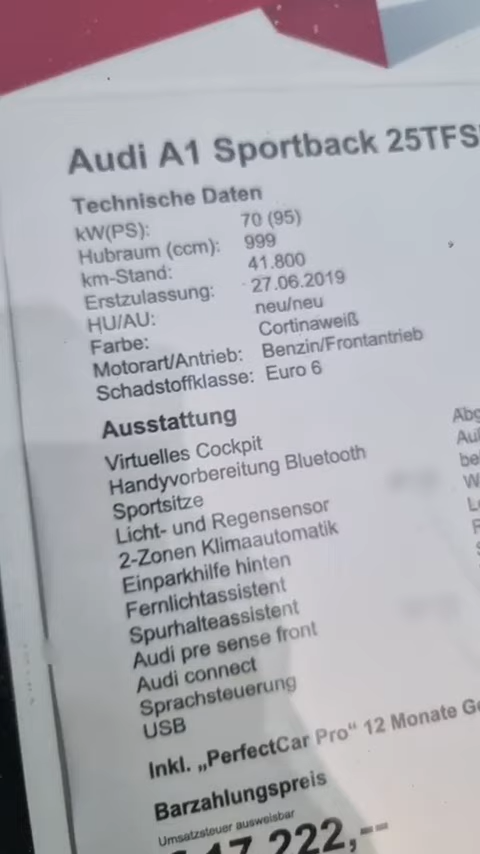 Audi A1 Sportback 25TFS
Technische Daten
kW(PS): 70 (95)
Hubraum (ccm): 999
km-Stand: 41.800
Erstzulassung: 27.06.2019
HU/AU: neu/neu
Farbe: Cortinaweiß
Motorart/Antrieb: Benzin/Frontantrieb
Schadstoffklasse: Euro 6
Ausstattung
Virtuelles Cockpit
Handyvorbereitung Bluetooth
Sportsitze
Licht- und Regensensor
2-Zonen Klimaautomatik
Einparkhilfe hinten
Fernlichtassistent
Spurhalteassistent
Audi pre sense front
Audi connect
Sprachsteuerung
USB
Inkl. „PerfectCar Pro“ 12 Monate
Barzahlungspreis
Umsatzsteuer ausweisbar
17.222,--